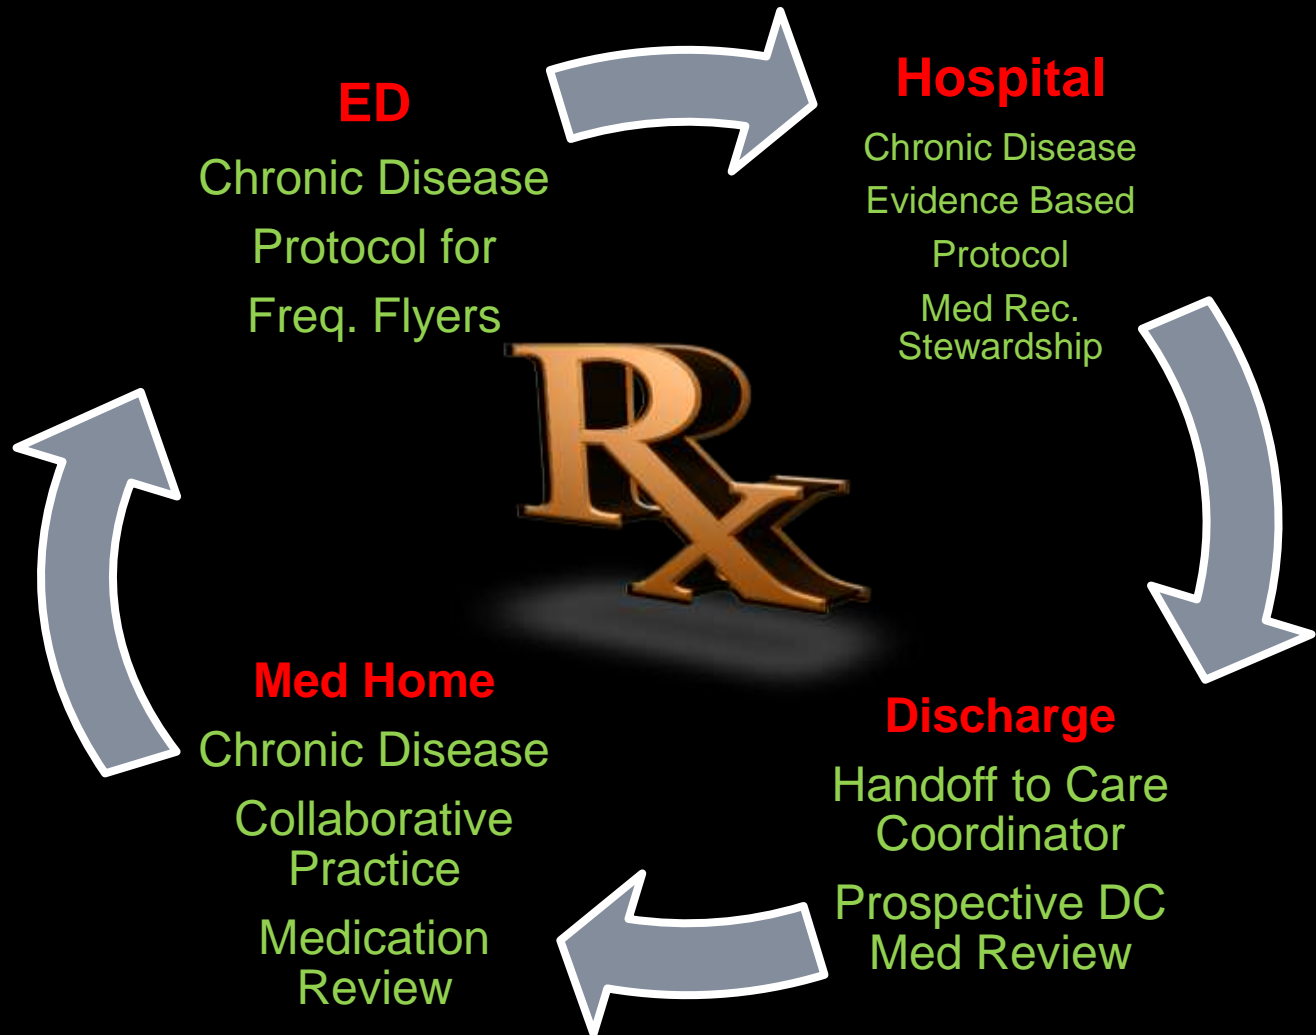 ED
Chronic Disease
Protocol for
Freq. Flyers
Hospital
Chronic Disease
Evidence Based
Protocol
Med Rec.
Stewardship
Rx
Discharge
Handoff to Care
Coordinator
Prospective DC
Med Review
Med Home
Chronic Disease
Collaborative
Practice
Medication
Review